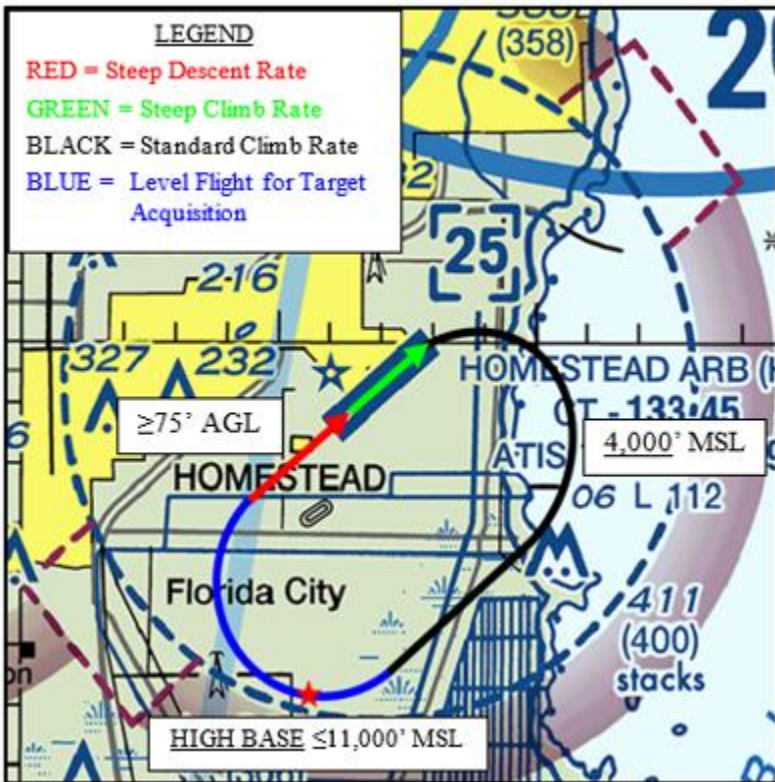 LEGEND
RED = Steep Descent Rate
GREEN = Steep Climb Rate
BLACK = Standard Climb Rate
BLUE = Level Flight for Target
Acquisition
(358)
25
216
327
232
HOMESTEAD ARB (
CT - 133.45
≥75' AGL
4,000' MSL
ATIS
HOMESTEAD
06 L 112
Florida City
411
(400)
stacks
HIGH BASE ≤11,000' MSL